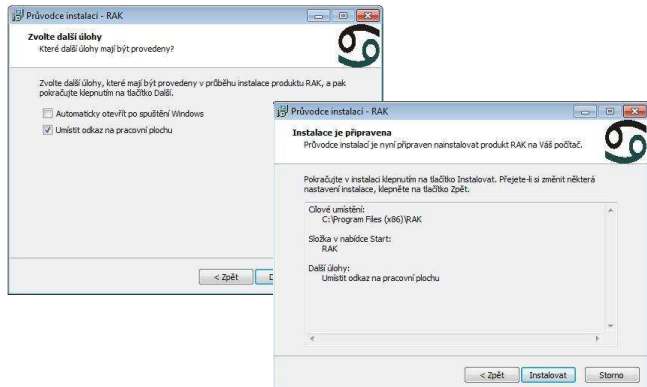 Průvodce instalací - RAK
Zvolte další úlohy
Které další úlohy mají být provedeny?
Zvolte další úlohy, které mají být provedeny v průběhu instalace produktu RAK, a pak
pokračujte klepnutím na tlačítko Další.
Automaticky otevřít po spuštění Windows
Umístit odkaz na pracovní plochu
< Zpět
Průvodce instalací - RAK
Instalace je připravena
Průvodce instalací je nyní připraven nainstalovat produkt RAK na Váš počítač.
Pokračujte v instalaci klepnutím na tlačítko Instalovat. Přejete-li si změnit některá
nastavení instalace, klepněte na tlačítko Zpět.
Cílové umístění:
C:\Program Files (x86)\RAK
Složka v nabídce Start:
RAK
Další úlohy:
Umístit odkaz na pracovní plochu
< Zpět Instalovat Storno